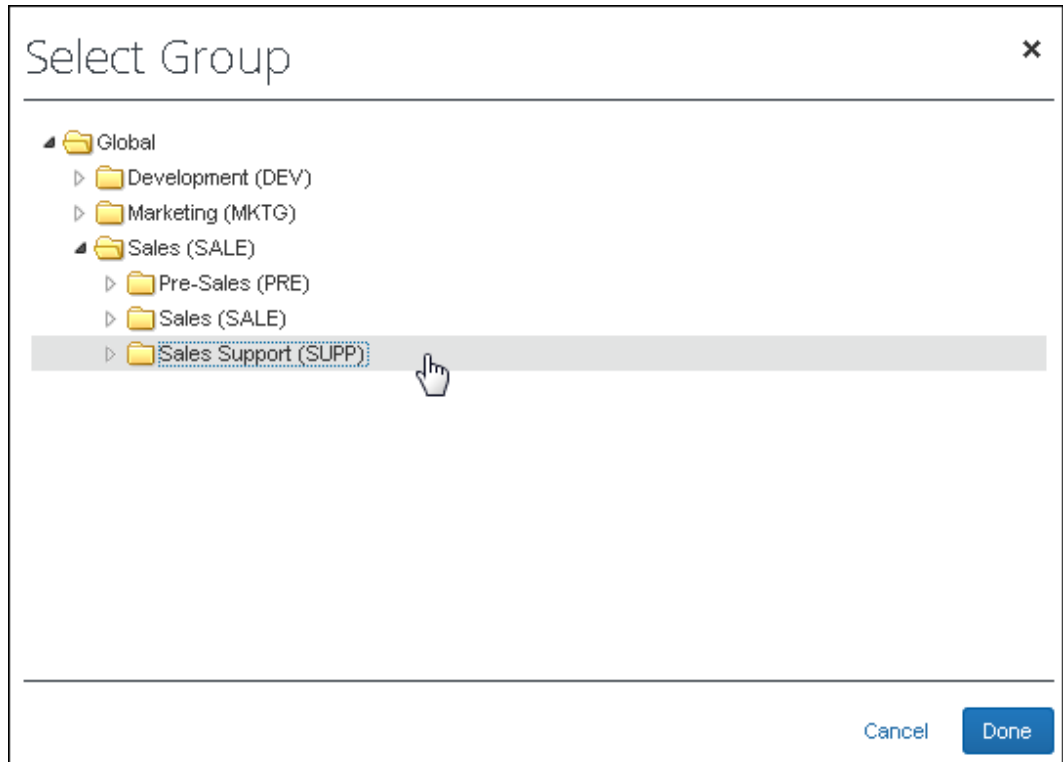 Select Group
Global
Development (DEV)
Marketing (MKTG)
Sales (SALE)
Pre-Sales (PRE)
Sales (SALE)
Sales Support (SUPP)
Cancel Done